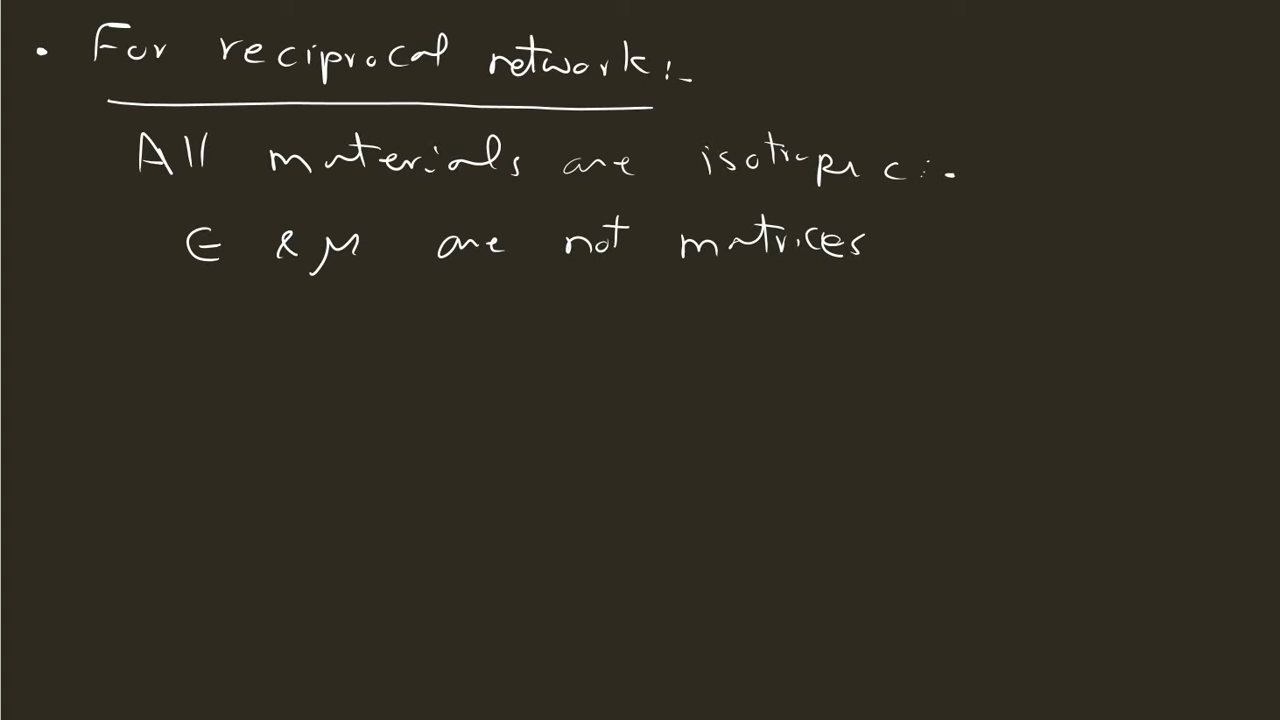 • For reciprocal network:-
All materials are isotropic:-
∈ & μ are not matrices